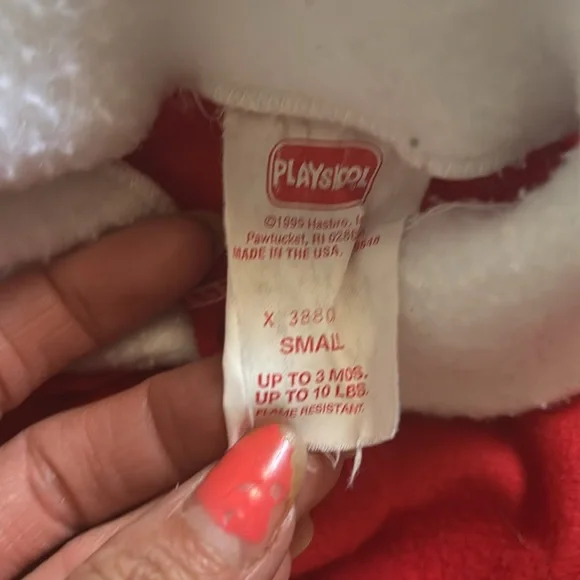 PLAYSKOOL
©1995 Hasbro, I
Pawtucket, RI
MADE IN THE USA.
X 3880
SMALL
UP TO 3 MOS.
UP TO 10 LBS.
FLAME RESISTANT.